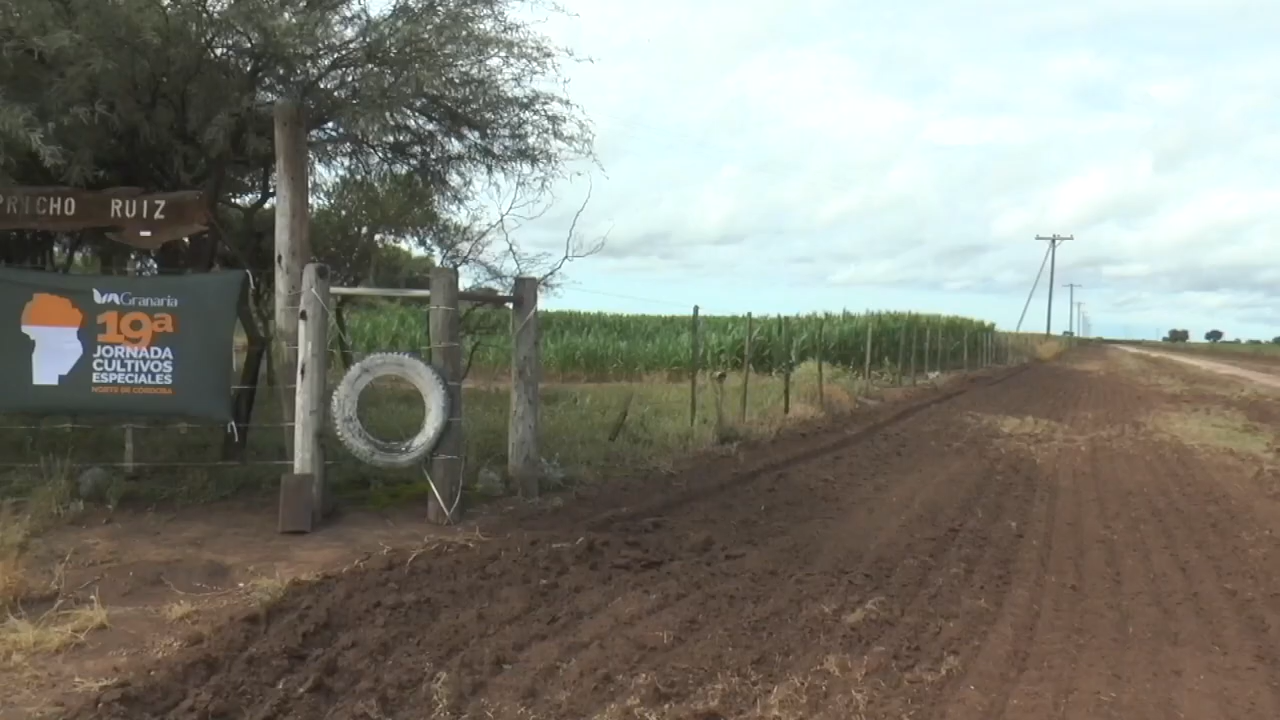 PRICHO RUIZ
Granaria
19a
JORNADA
CULTIVOS
ESPECIALES
NORTE DE CÓRDOBA